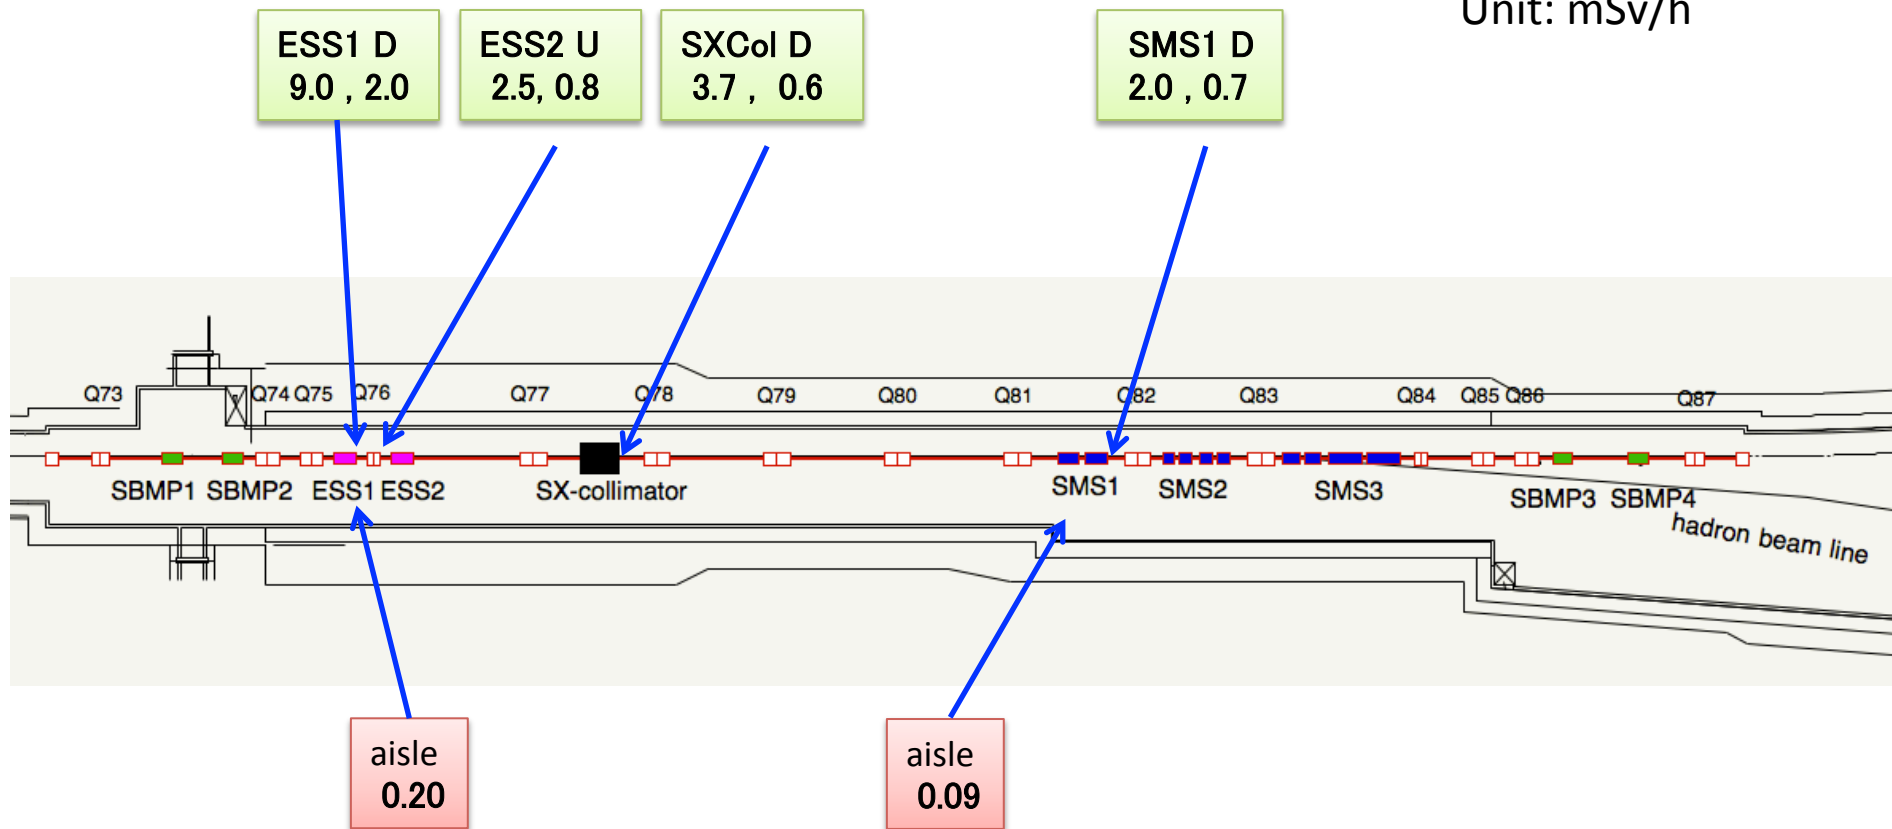 Unit: mSv/h
ESS1 D
9.0 , 2.0
ESS2 U
2.5, 0.8
SXCol D
3.7 , 0.6
SMS1 D
2.0 , 0.7
Q73
Q74
Q75
Q76
Q77
Q78
Q79
Q80
Q81
Q82
Q83
Q84
Q85
Q86
Q87
SBMP1
SBMP2
ESS1
ESS2
SX-collimator
SMS1
SMS2
SMS3
SBMP3
SBMP4
hadron beam line
aisle
0.20
aisle
0.09